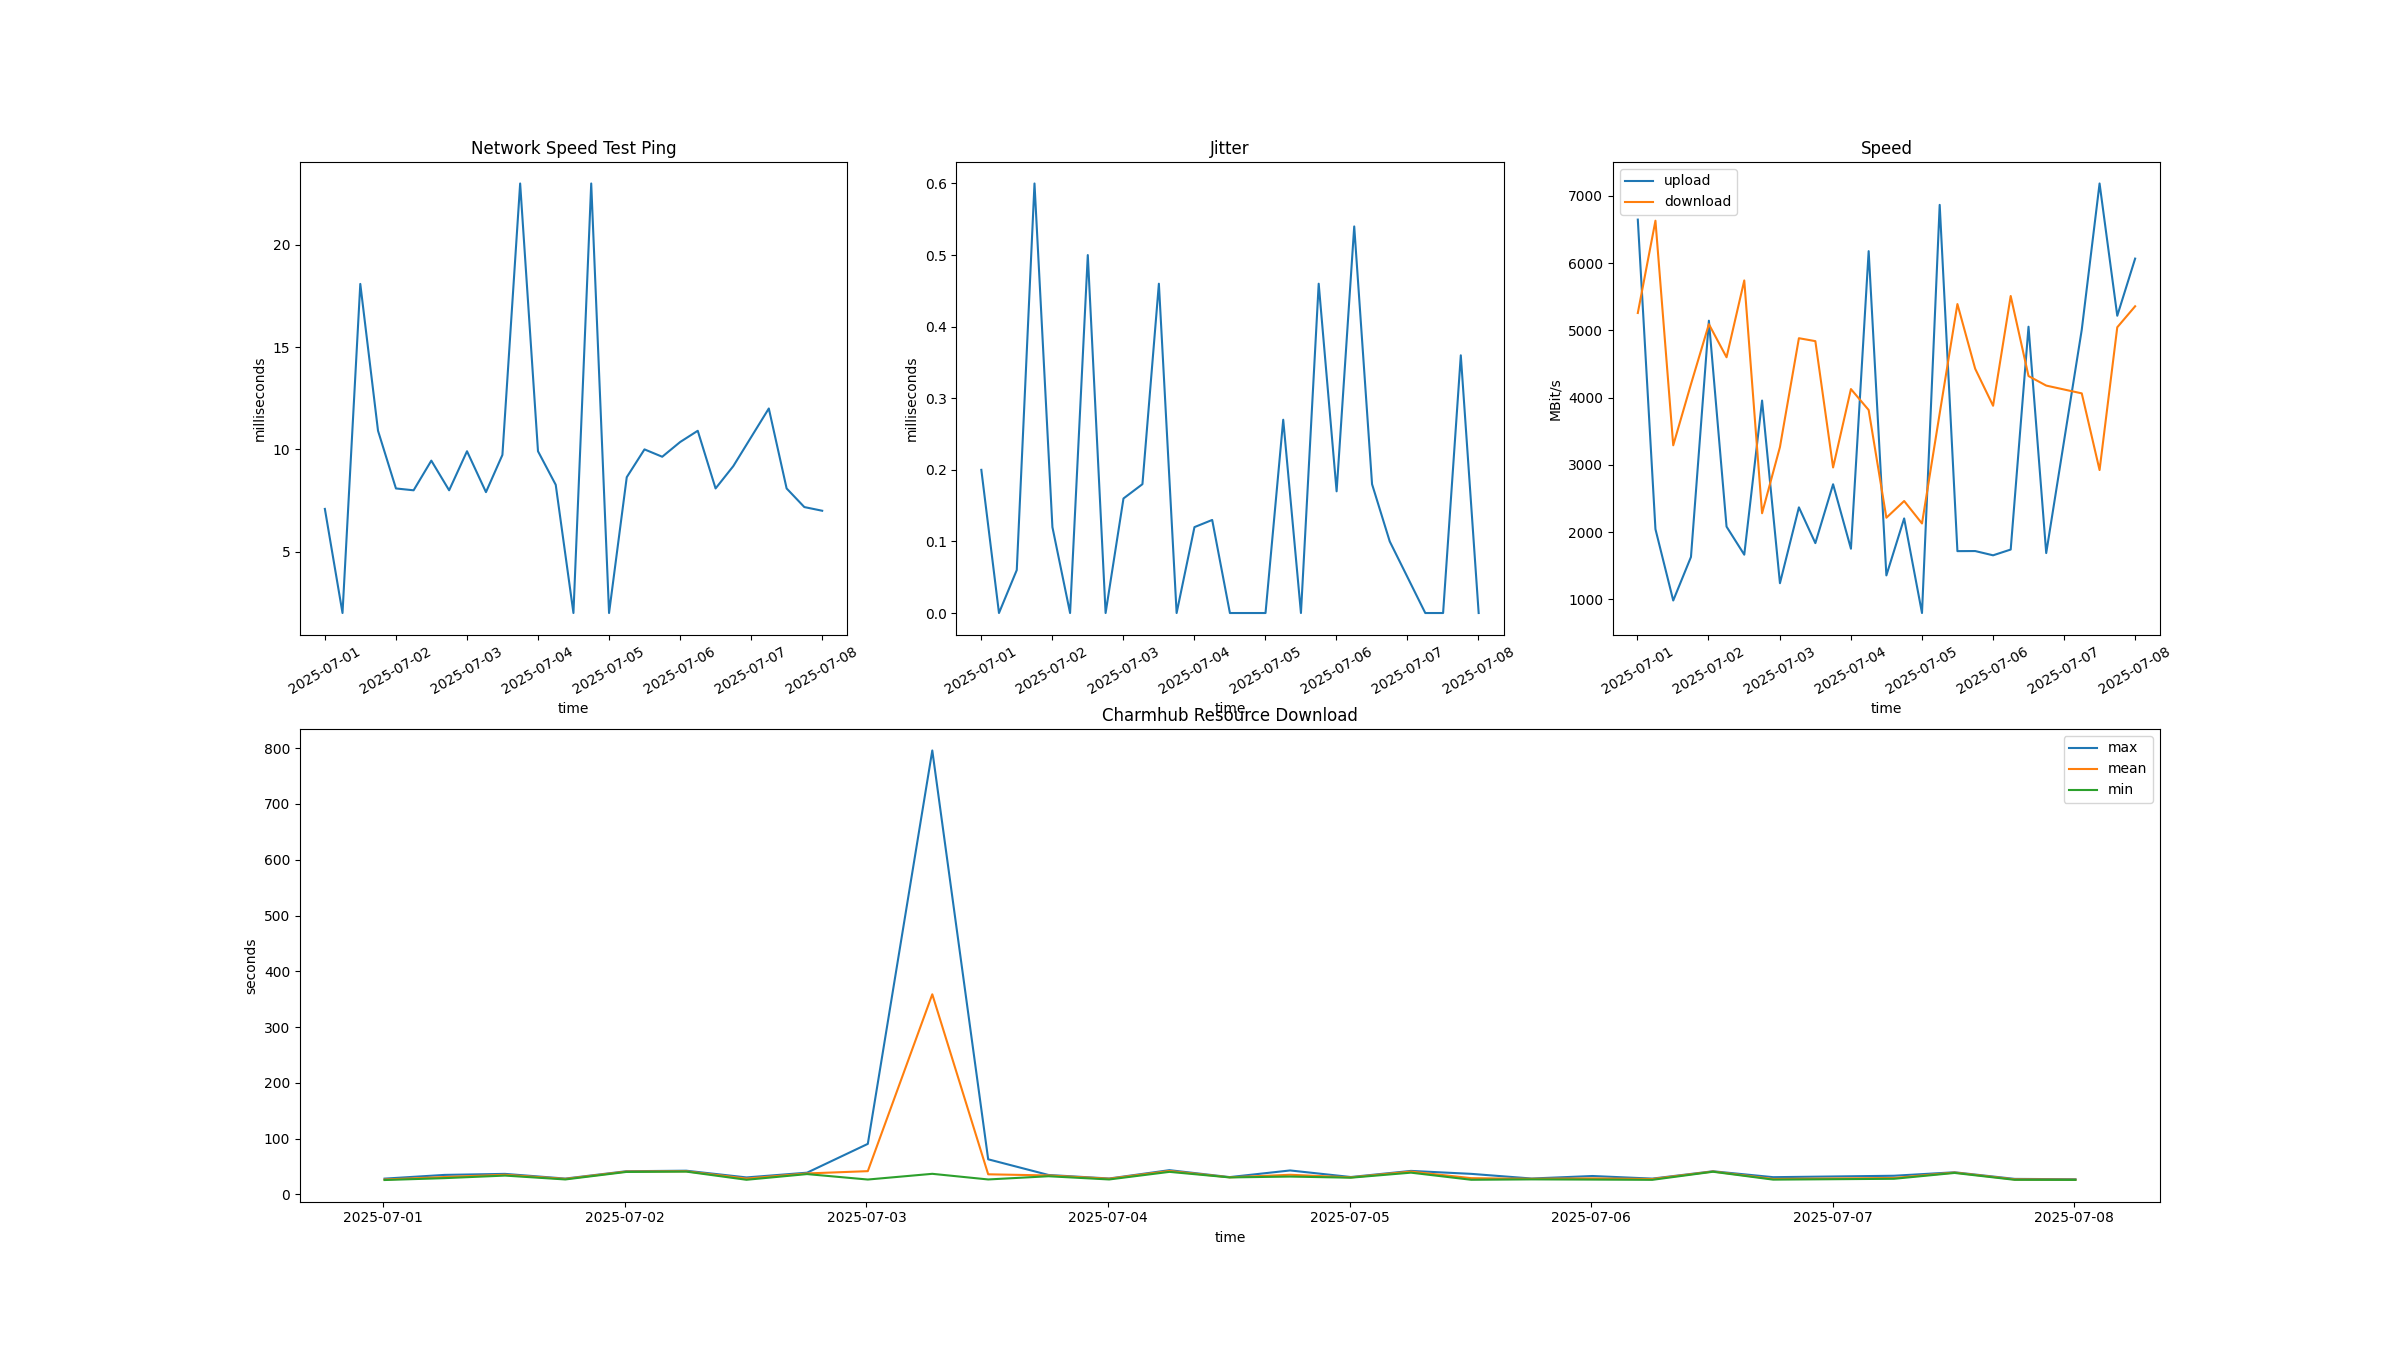 Network Speed Test Ping
milliseconds
20
15
10
5
2025-07-01 2025-07-02 2025-07-03 2025-07-04 2025-07-05 2025-07-06 2025-07-07 2025-07-08
time
Jitter
milliseconds
0.6
0.5
0.4
0.3
0.2
0.1
0.0
2025-07-01 2025-07-02 2025-07-03 2025-07-04 2025-07-05 2025-07-06 2025-07-07 2025-07-08
time
Speed
upload
download
MBit/s
7000
6000
5000
4000
3000
2000
1000
2025-07-01 2025-07-02 2025-07-03 2025-07-04 2025-07-05 2025-07-06 2025-07-07 2025-07-08
time
Charmhub Resource Download
max
mean
min
seconds
800
700
600
500
400
300
200
100
0
2025-07-01 2025-07-02 2025-07-03 2025-07-04 2025-07-05 2025-07-06 2025-07-07 2025-07-08
time